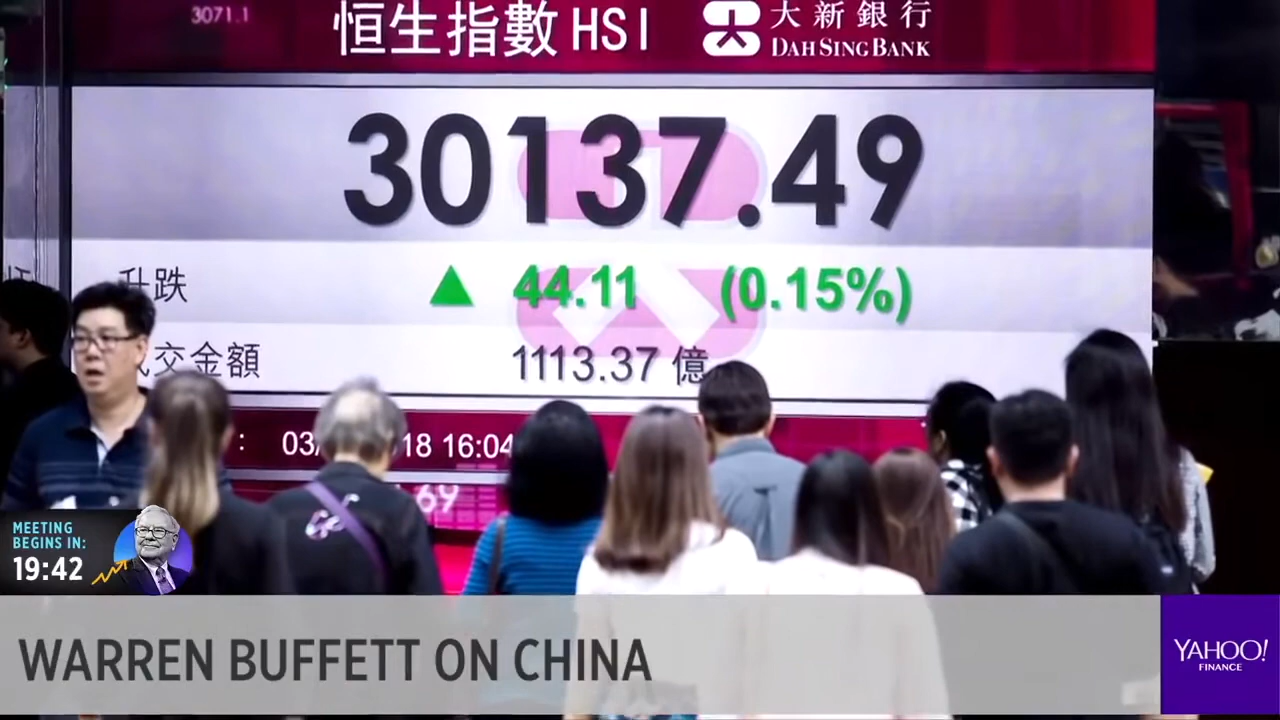 3071.1
恒生指數 HSI
大新銀行
DAH SING BANK
30137.49
升跌 ▲ 44.11 (0.15%)
交金額 1113.37 億
: 03/ 18 16:04
69
MEETING
BEGINS IN:
19:42
WARREN BUFFETT ON CHINA
YAHOO!
FINANCE